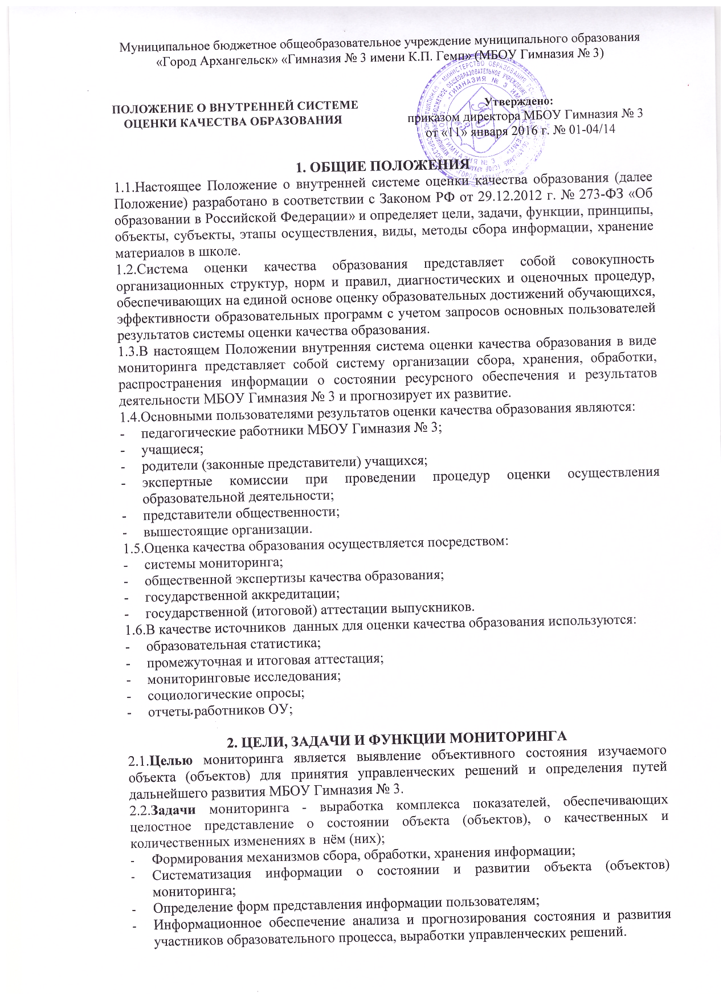 Муниципальное бюджетное общеобразовательное учреждение муниципального образования
«Город Архангельск» «Гимназия № 3 имени К.П. Гемп» (МБОУ Гимназия № 3)
ПОЛОЖЕНИЕ О ВНУТРЕННЕЙ СИСТЕМЕ
ОЦЕНКИ КАЧЕСТВА ОБРАЗОВАНИЯ
Утверждено:
приказом директора МБОУ Гимназия № 3
от «11» января 2016 г. № 01-04/14
1. ОБЩИЕ ПОЛОЖЕНИЯ
1.1.Настоящее Положение о внутренней системе оценки качества образования (далее
Положение) разработано в соответствии с Законом РФ от 29.12.2012 г. № 273-ФЗ «Об
образовании в Российской Федерации» и определяет цели, задачи, функции, принципы,
объекты, субъекты, этапы осуществления, виды, методы сбора информации, хранение
материалов в школе.
1.2.Система оценки качества образования представляет собой совокупность
организационных структур, норм и правил, диагностических и оценочных процедур,
обеспечивающих на единой основе оценку образовательных достижений обучающихся,
эффективности образовательных программ с учетом запросов основных пользователей
результатов системы оценки качества образования.
1.3.В настоящем Положении внутренняя система оценки качества образования в виде
мониторинга представляет собой систему организации сбора, хранения, обработки,
распространения информации о состоянии ресурсного обеспечения и результатов
деятельности МБОУ Гимназия № 3 и прогнозирует их развитие.
1.4.Основными пользователями результатов оценки качества образования являются:
- педагогические работники МБОУ Гимназия № 3;
- учащиеся;
- родители (законные представители) учащихся;
- экспертные комиссии при проведении процедур оценки осуществления
образовательной деятельности;
- представители общественности;
- вышестоящие организации.
1.5.Оценка качества образования осуществляется посредством:
- системы мониторинга;
- общественной экспертизы качества образования;
- государственной аккредитации;
- государственной (итоговой) аттестации выпускников.
1.6.В качестве источников данных для оценки качества образования используются:
- образовательная статистика;
- промежуточная и итоговая аттестация;
- мониторинговые исследования;
- социологические опросы;
- отчеты работников ОУ;
2. ЦЕЛИ, ЗАДАЧИ И ФУНКЦИИ МОНИТОРИНГА
2.1.Целью мониторинга является выявление объективного состояния изучаемого
объекта (объектов) для принятия управленческих решений и определения путей
дальнейшего развития МБОУ Гимназия № 3.
2.2.Задачи мониторинга - выработка комплекса показателей, обеспечивающих
целостное представление о состоянии объекта (объектов), о качественных и
количественных изменениях в нём (них);
- Формирования механизмов сбора, обработки, хранения информации;
- Систематизация информации о состоянии и развитии объекта (объектов)
мониторинга;
- Определение форм представления информации пользователям;
- Информационное обеспечение анализа и прогнозирования состояния и развития
участников образовательного процесса, выработки управленческих решений.